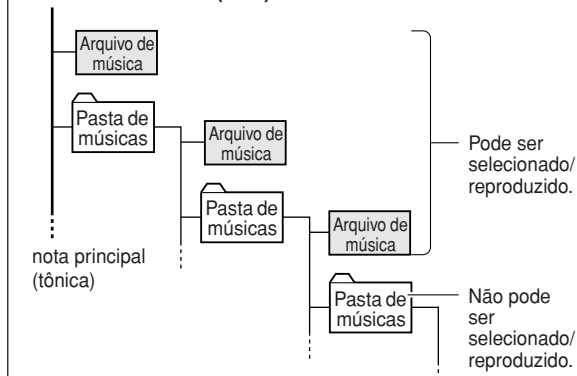 Arquivo de
música
Pasta de
músicas
Arquivo de
música
Pode ser
selecionado/
reproduzido.
Pasta de
músicas
Arquivo de
música
nota principal
(tônica)
Pasta de
músicas
Não pode
ser
selecionado/
reproduzido.